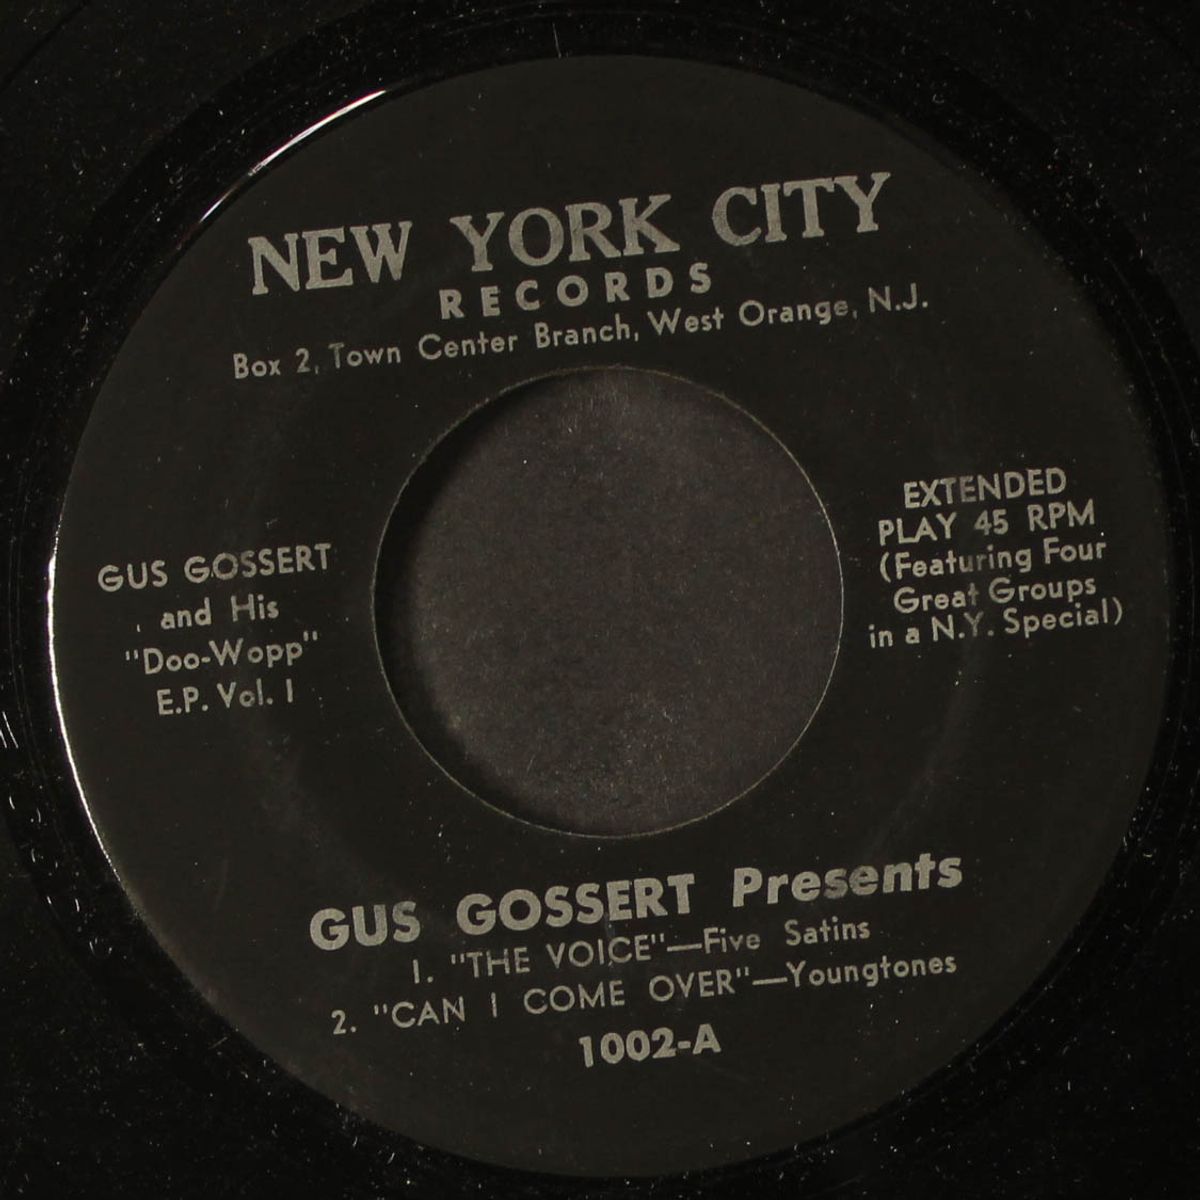 NEW YORK CITY
RECORDS
Box 2, Town Center Branch, West Orange, N.J.
GUS GOSSERT
and His
"Doo-Wopp"
E.P. Vol. I
EXTENDED
PLAY 45 RPM
(Featuring Four
Great Groups
in a N.Y. Special)
GUS GOSSERT Presents
1. "THE VOICE"—Five Satins
2. "CAN I COME OVER"—Youngtones
1002-A